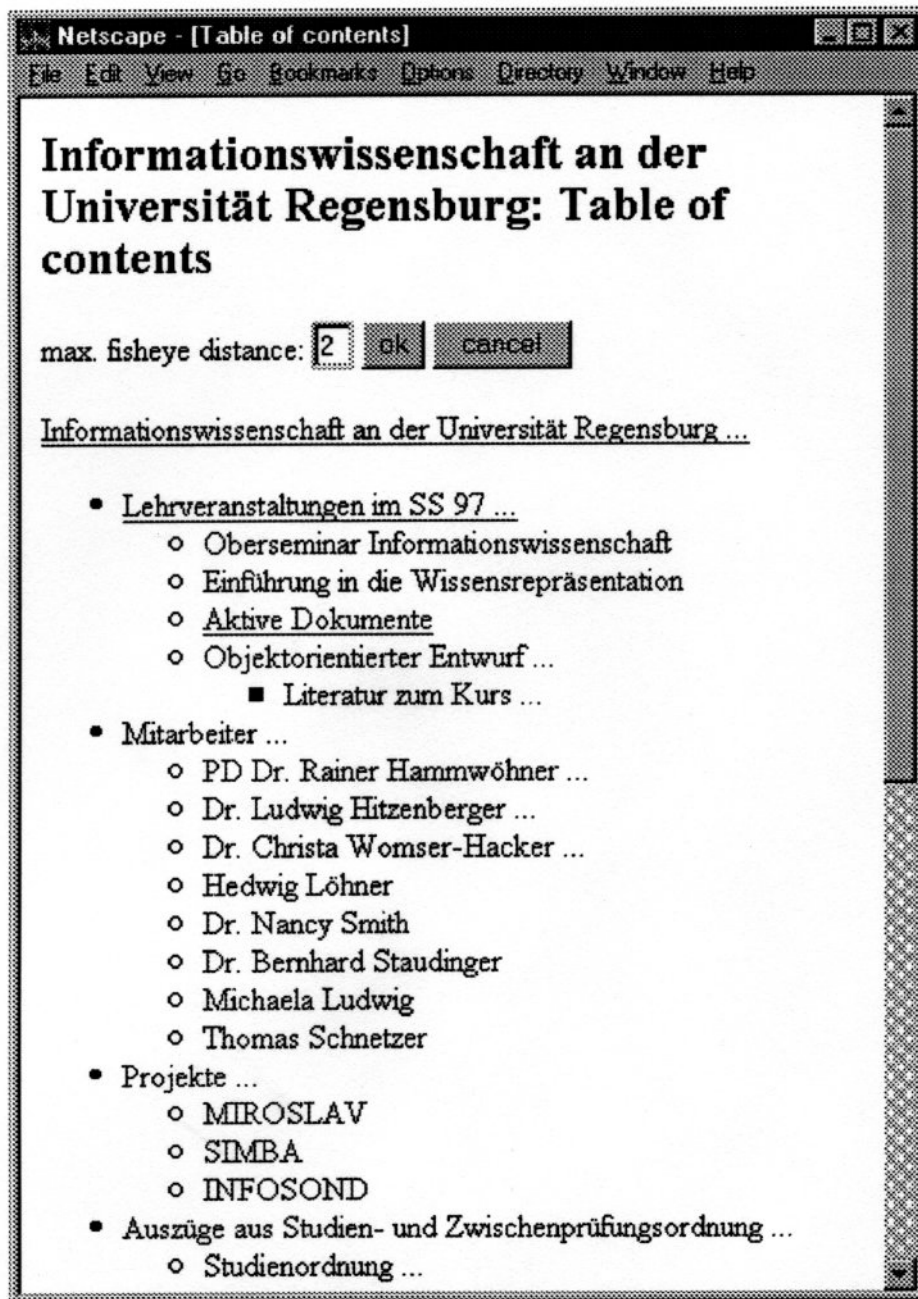 Netscape - [Table of contents]
File Edit View Go Bookmarks Options Directory Window Help
Informationswissenschaft an der
Universität Regensburg: Table of
contents
max. fisheye distance: 2 ok cancel
Informationswissenschaft an der Universität Regensburg ...
Lehrveranstaltungen im SS 97 ...
Oberseminar Informationswissenschaft
Einführung in die Wissensrepräsentation
Aktive Dokumente
Objektorientierter Entwurf ...
Literatur zum Kurs ...
Mitarbeiter ...
PD Dr. Rainer Hammwöhner ...
Dr. Ludwig Hitzenberger ...
Dr. Christa Womser-Hacker ...
Hedwig Löhner
Dr. Nancy Smith
Dr. Bernhard Staudinger
Michaela Ludwig
Thomas Schnetzer
Projekte ...
MIROSLAV
SIMBA
INFOSOND
Auszüge aus Studien- und Zwischenprüfungsordnung ...
Studienordnung ...